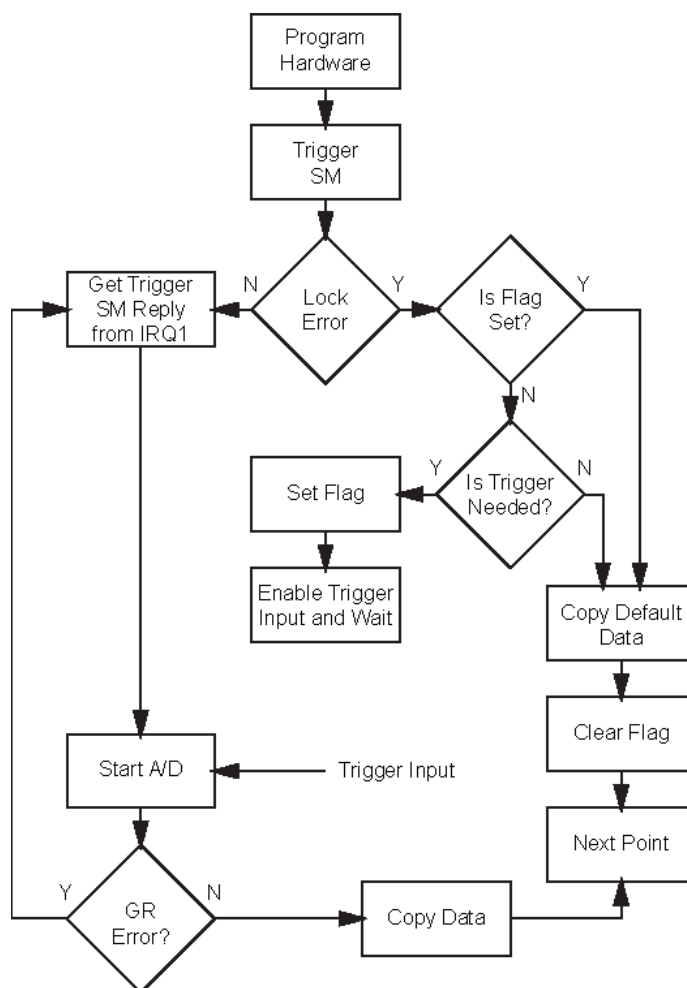 Program
Hardware
Trigger
SM
Get Trigger
SM Reply
from IRQ1
N
Lock
Error
Y
Is Flag
Set?
Y
N
Set Flag
Y
Is Trigger
Needed?
N
Enable Trigger
Input and Wait
Copy Default
Data
Clear Flag
Start A/D
Trigger Input
Next Point
Y
GR
Error?
N
Copy Data